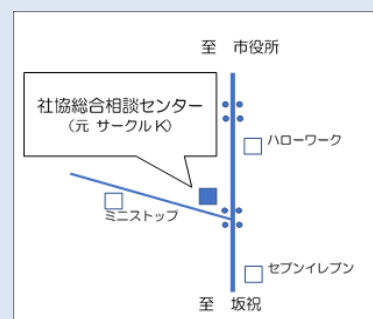 至　市役所
社協総合相談センター
（元 サークルK）
ハローワーク
ミニストップ
セブンイレブン
至　坂祝